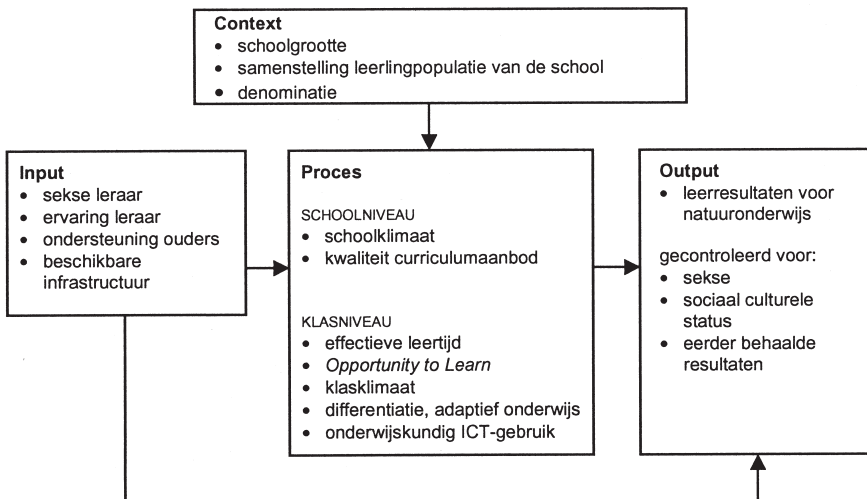 Context
• schoolgrootte
• samenstelling leerlingpopulatie van de school
• denominatie
Input
• sekse leraar
• ervaring leraar
• ondersteuning ouders
• beschikbare
infrastructuur
Proces
SCHOOLNIVEAU
• schoolklimaat
• kwaliteit curriculumaanbod
KLASNIVEAU
• effectieve leertijd
• Opportunity to Learn
• klasklimaat
• differentiatie, adaptief onderwijs
• onderwijskundig ICT-gebruik
Output
• leerresultaten voor
natuuronderwijs
gecontroleerd voor:
• sekse
• sociaal culturele
status
• eerder behaalde
resultaten